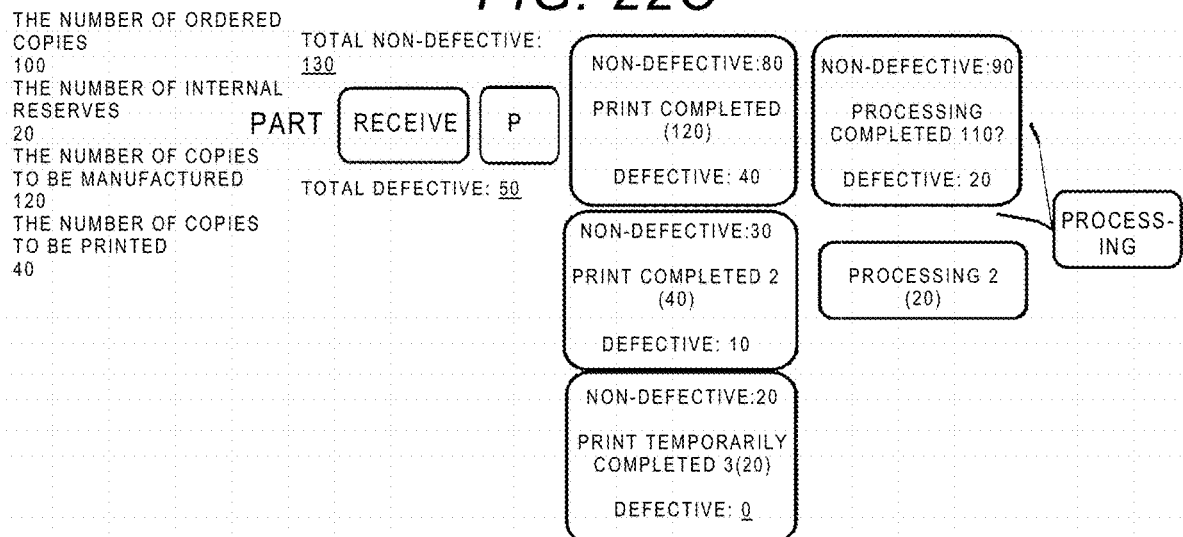 FIG. 22C
THE NUMBER OF ORDERED
COPIES
100
THE NUMBER OF INTERNAL
RESERVES
20
THE NUMBER OF COPIES
TO BE MANUFACTURED
120
THE NUMBER OF COPIES
TO BE PRINTED
40
TOTAL NON-DEFECTIVE:
130
PART
RECEIVE
P
TOTAL DEFECTIVE: 50
NON-DEFECTIVE:80
PRINT COMPLETED
(120)
DEFECTIVE: 40
NON-DEFECTIVE:90
PROCESSING
COMPLETED 110?
DEFECTIVE: 20
NON-DEFECTIVE:30
PRINT COMPLETED 2
(40)
DEFECTIVE: 10
PROCESSING 2
(20)
PROCESS-
ING
NON-DEFECTIVE:20
PRINT TEMPORARILY
COMPLETED 3(20)
DEFECTIVE: 0